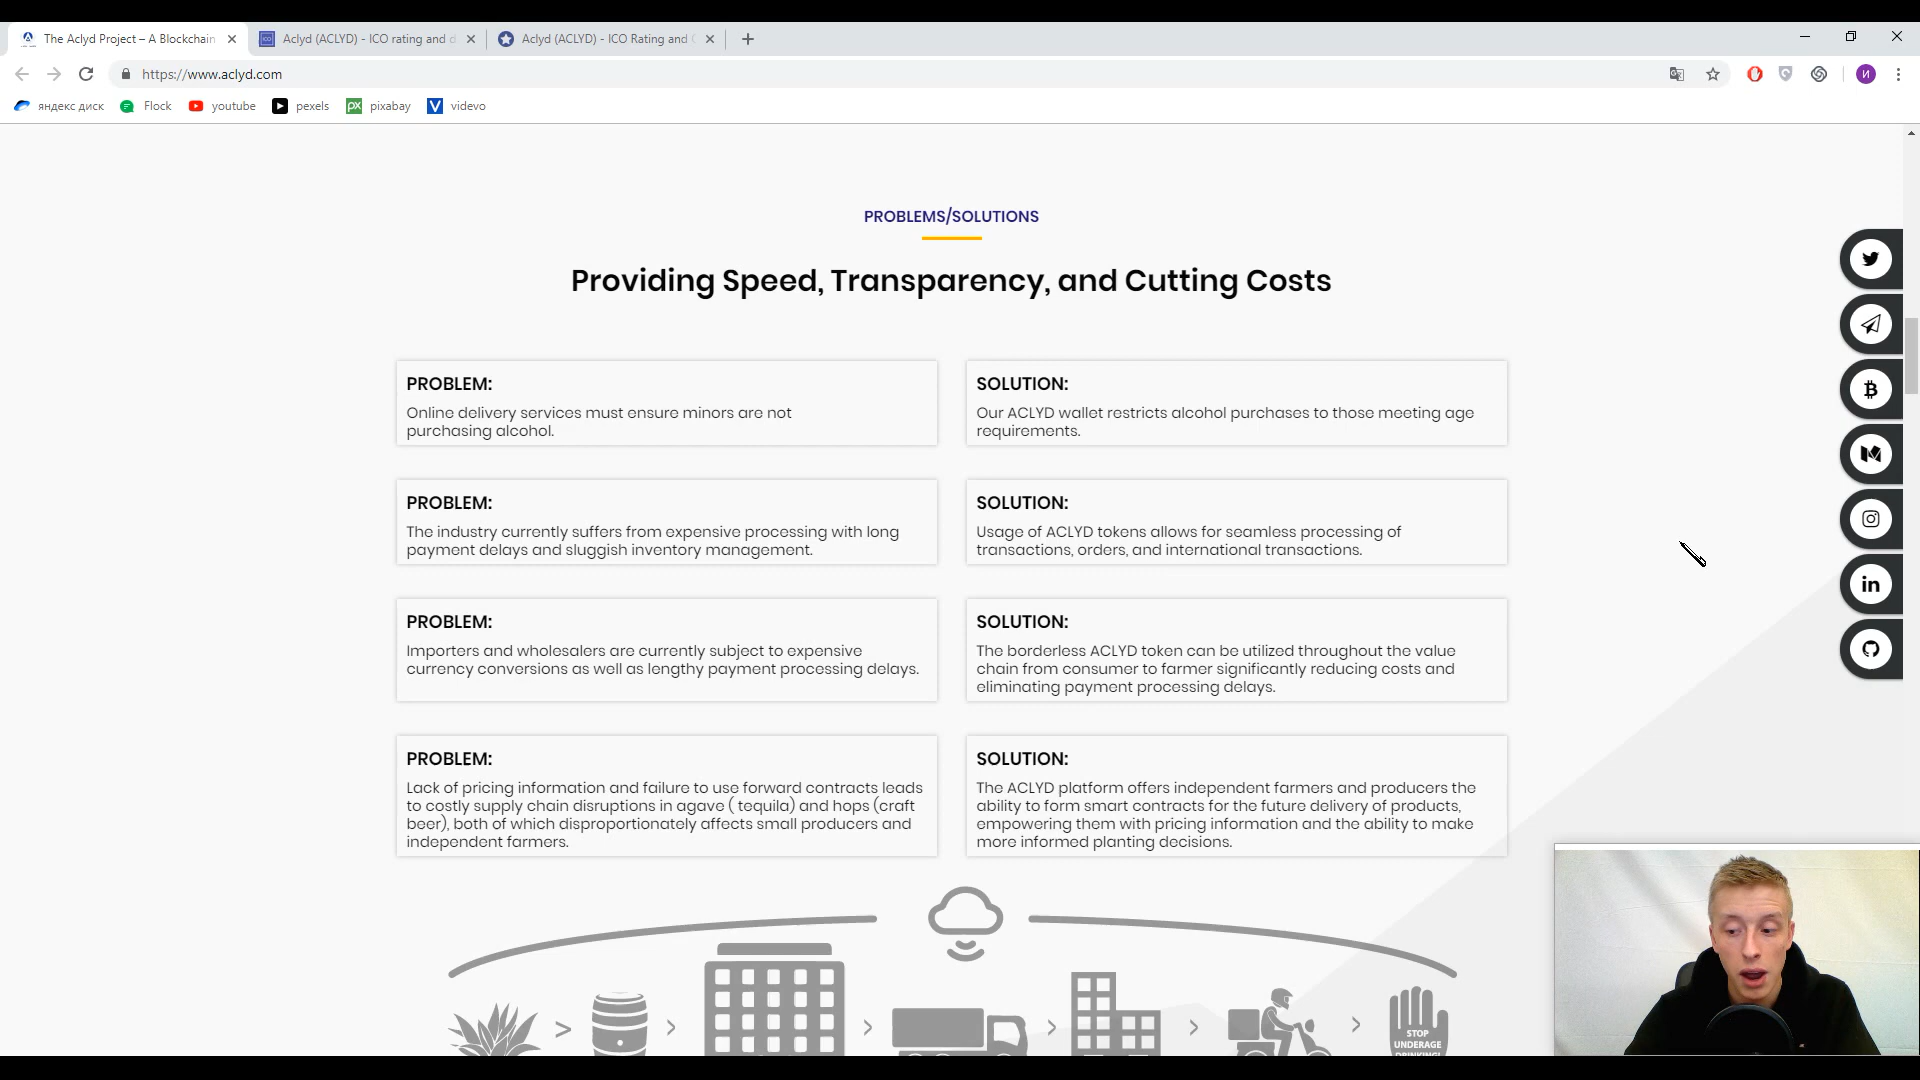 The Aclyd Project – A Blockchain
Aclyd (ACLYD) - ICO rating and d
Aclyd (ACLYD) - ICO Rating and
https://www.aclyd.com
И
яндекс диск
Flock
youtube
pexels
px
pixabay
V
videvo
PROBLEMS/SOLUTIONS
Providing Speed, Transparency, and Cutting Costs
PROBLEM:
Online delivery services must ensure minors are not
purchasing alcohol.
SOLUTION:
Our ACLYD wallet restricts alcohol purchases to those meeting age
requirements.
PROBLEM:
The industry currently suffers from expensive processing with long
payment delays and sluggish inventory management.
SOLUTION:
Usage of ACLYD tokens allows for seamless processing of
transactions, orders, and international transactions.
PROBLEM:
Importers and wholesalers are currently subject to expensive
currency conversions as well as lengthy payment processing delays.
SOLUTION:
The borderless ACLYD token can be utilized throughout the value
chain from consumer to farmer significantly reducing costs and
eliminating payment processing delays.
PROBLEM:
Lack of pricing information and failure to use forward contracts leads
to costly supply chain disruptions in agave ( tequila) and hops (craft
beer), both of which disproportionately affects small producers and
independent farmers.
SOLUTION:
The ACLYD platform offers independent farmers and producers the
ability to form smart contracts for the future delivery of products,
empowering them with pricing information and the ability to make
more informed planting decisions.
in
STOP
UNDERAGE
DRINKING!